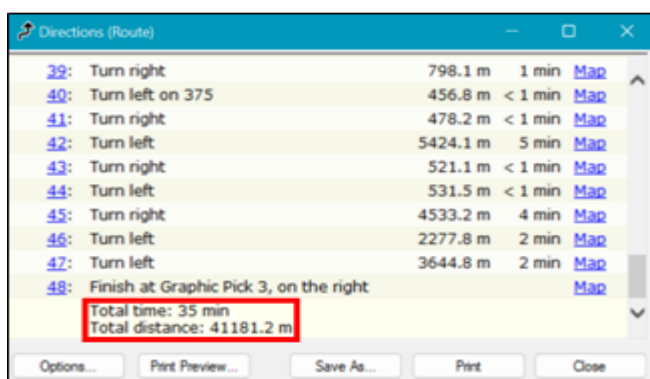 Directions (Route)
39: Turn right 798.1 m 1 min Map
40: Turn left on 375 456.8 m < 1 min Map
41: Turn right 478.2 m < 1 min Map
42: Turn left 5424.1 m 5 min Map
43: Turn right 521.1 m < 1 min Map
44: Turn left 531.5 m < 1 min Map
45: Turn right 4533.2 m 4 min Map
46: Turn left 2277.8 m 2 min Map
47: Turn left 3644.8 m 2 min Map
48: Finish at Graphic Pick 3, on the right Map
Total time: 35 min
Total distance: 41181.2 m
Options... Print Preview... Save As... Print Close